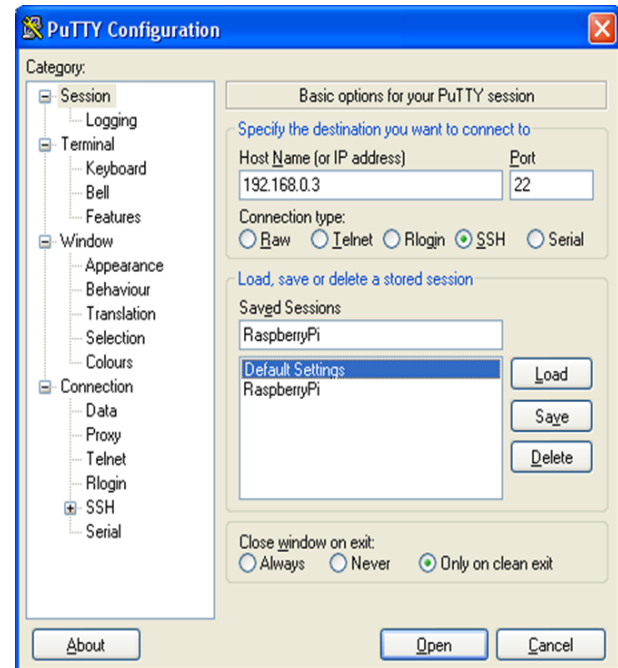 PuTTY Configuration
Category:
Session
Logging
Terminal
Keyboard
Bell
Features
Window
Appearance
Behaviour
Translation
Selection
Colours
Connection
Data
Proxy
Telnet
Rlogin
SSH
Serial
Basic options for your PuTTY session
Specify the destination you want to connect to
Host Name (or IP address) Port
192.168.0.3 22
Connection type:
Raw Telnet Rlogin SSH Serial
Load, save or delete a stored session
Saved Sessions
RaspberryPi
Default Settings
RaspberryPi
Load
Save
Delete
Close window on exit:
Always Never Only on clean exit
About Open Cancel